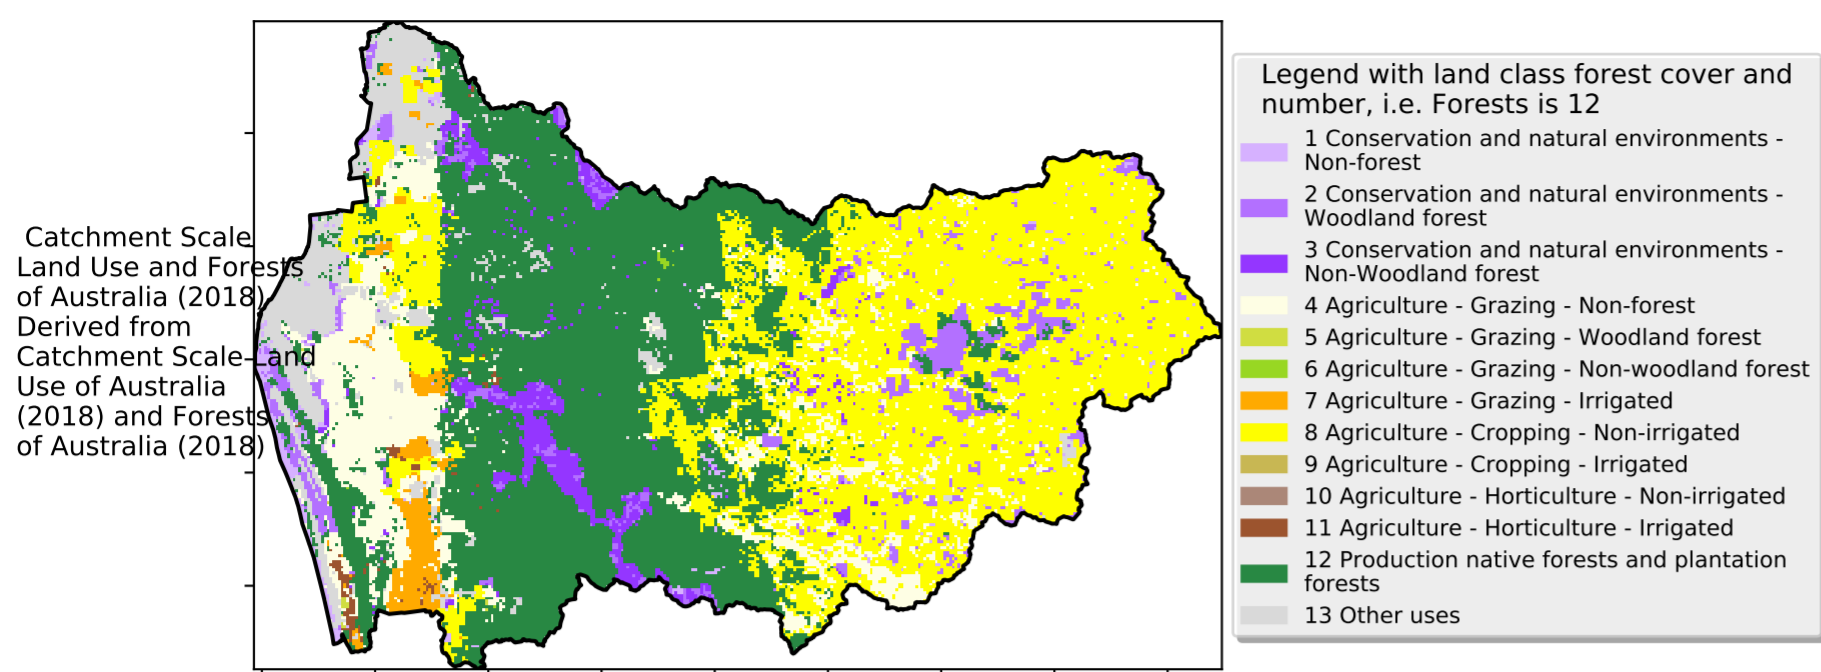 Catchment Scale
Land Use and Forests
of Australia (2018)
Derived from
Catchment Scale Land
Use of Australia
(2018) and Forests
of Australia (2018)
Legend with land class forest cover and
number, i.e. Forests is 12
1 Conservation and natural environments -
Non-forest
2 Conservation and natural environments -
Woodland forest
3 Conservation and natural environments -
Non-Woodland forest
4 Agriculture - Grazing - Non-forest
5 Agriculture - Grazing - Woodland forest
6 Agriculture - Grazing - Non-woodland forest
7 Agriculture - Grazing - Irrigated
8 Agriculture - Cropping - Non-irrigated
9 Agriculture - Cropping - Irrigated
10 Agriculture - Horticulture - Non-irrigated
11 Agriculture - Horticulture - Irrigated
12 Production native forests and plantation
forests
13 Other uses